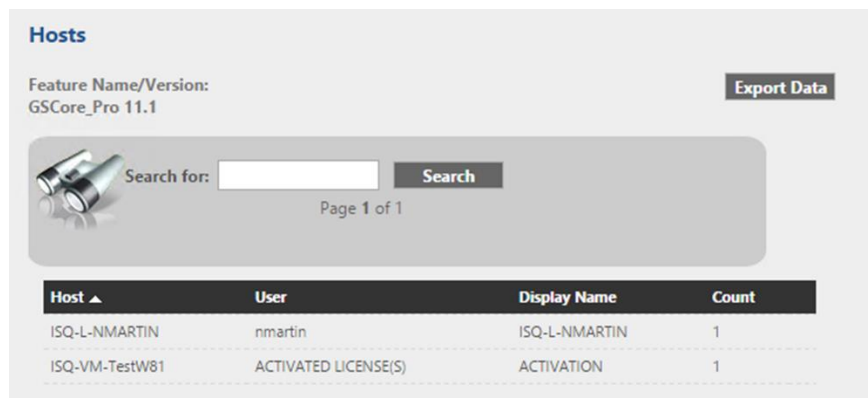 Hosts
Feature Name/Version:
GSCore_Pro 11.1
Export Data
Search for:
Search
Page 1 of 1
Host User Display Name Count
ISQ-L-NMARTIN nmartin ISQ-L-NMARTIN 1
ISQ-VM-TestW81 ACTIVATED LICENSE(S) ACTIVATION 1